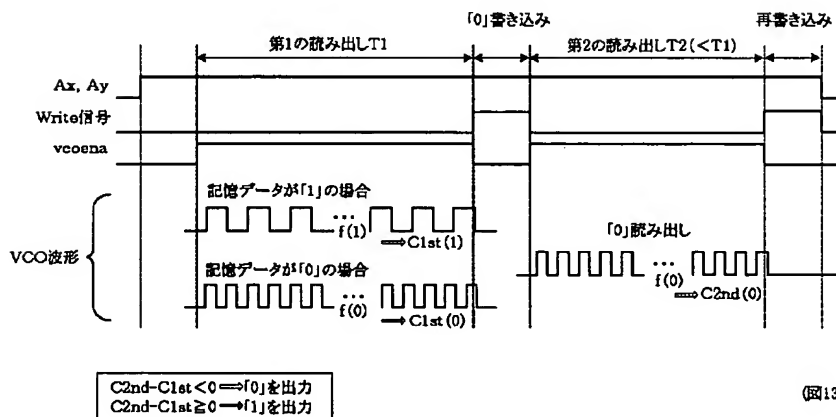 「0」書き込み
再書き込み
第1の読み出しT1
第2の読み出しT2(<T1)
Ax, Ay
Write信号
vcoena
記憶データが「1」の場合
… f(1)
C1st(1)
「0」読み出し
VCO波形
記憶データが「0」の場合
… f(0)
C1st(0)
… f(0)
C2nd(0)
C2nd-C1st<0⟹「0」を出力
C2nd-C1st≧0→「1」を出力
(図13